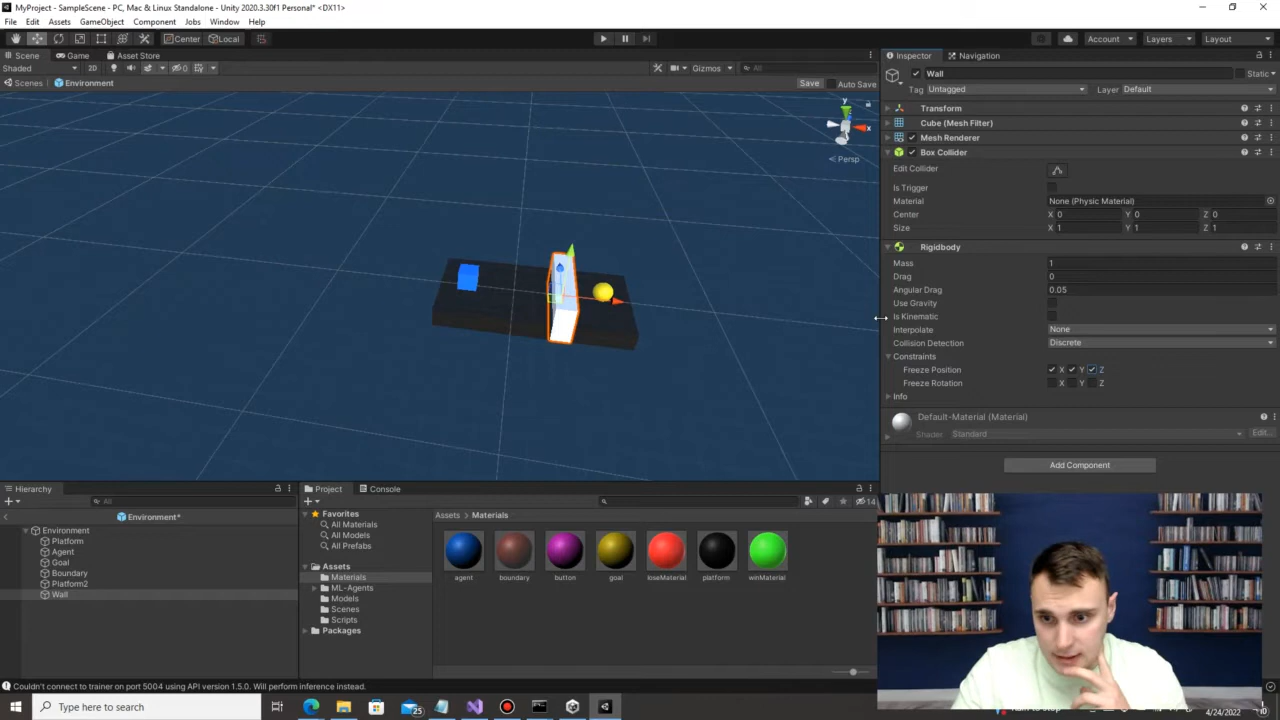 MyProject - SampleScene - PC, Mac & Linux Standalone - Unity 2020.3.30f1 Personal* <DX11>
File Edit Assets GameObject Component Jobs Window Help
Center Local Account Layers Layout
Scene Game Asset Store
Shaded 2D 0 Gizmos All
Scenes Environment Save Auto Save
y
x
Persp
Inspector Navigation
Wall Static
Tag Untagged Layer Default
Transform
Cube (Mesh Filter)
Mesh Renderer
Box Collider
Edit Collider
Is Trigger
Material None (Physic Material)
Center X 0 Y 0 Z 0
Size X 1 Y 1 Z 1
Rigidbody
Mass 1
Drag 0
Angular Drag 0.05
Use Gravity
Is Kinematic
Interpolate None
Collision Detection Discrete
Constraints
Freeze Position X Y Z
Freeze Rotation X Y Z
Info
Default-Material (Material)
Shader Standard Edit...
Add Component
Hierarchy
All
Environment*
Environment
Platform
Agent
Goal
Boundary
Platform2
Wall
Project Console
14
Favorites
All Materials
All Models
All Prefabs
Assets
Materials
ML-Agents
Models
Scenes
Scripts
Packages
Assets > Materials
agent boundary button goal loseMaterial platform winMaterial
Couldn't connect to trainer on port 5004 using API version 1.5.0. Will perform inference instead.
Type here to search
25
4/24/2022